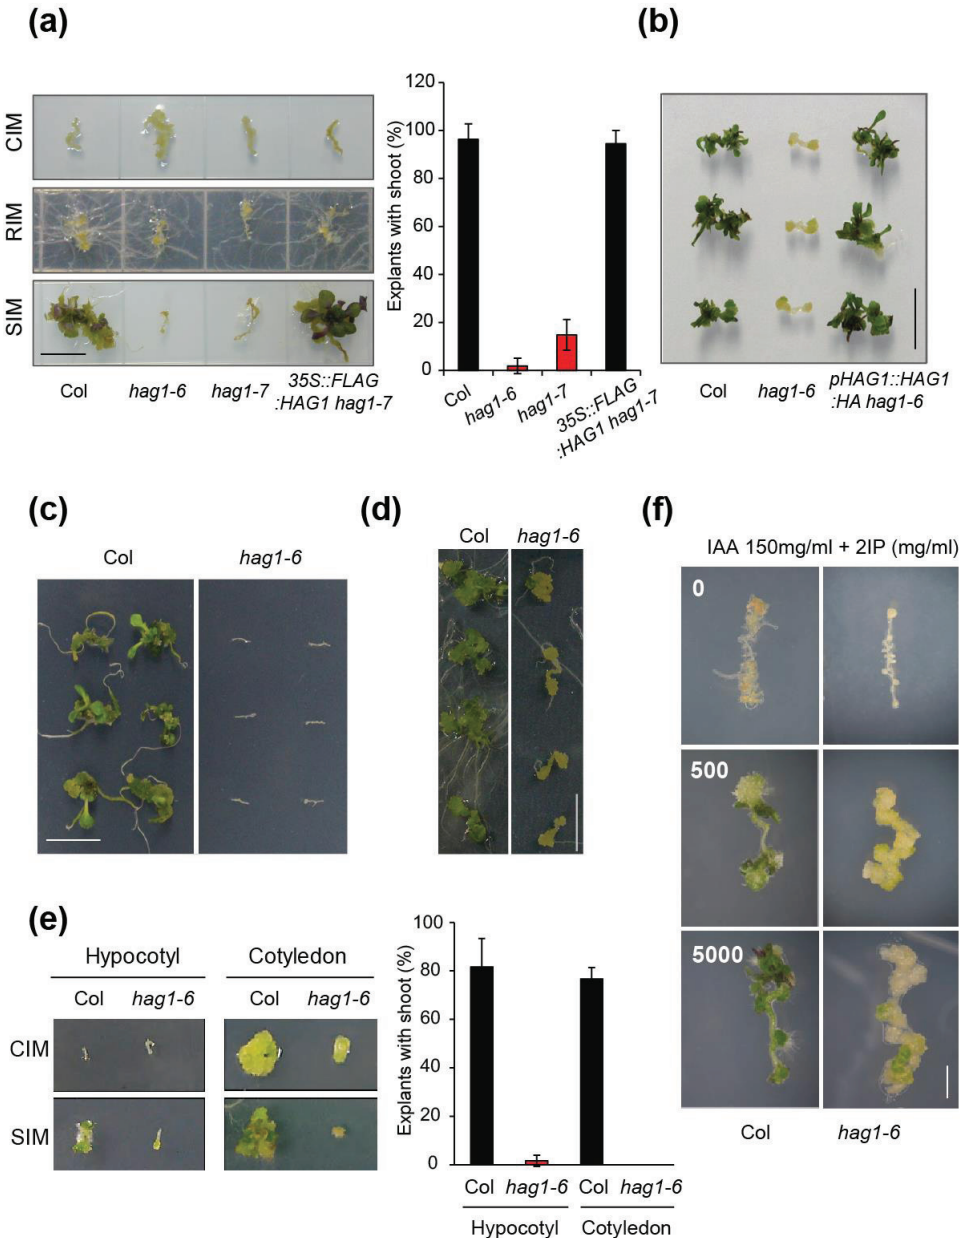 (a)
CIM
RIM
SIM
Col
hag1-6
hag1-7
35S::FLAG
:HAG1 hag1-7
Explants with shoot (%)
120
100
80
60
40
20
0
Col
hag1-6
hag1-7
35S::FLAG
:HAG1 hag1-7
(b)
Col
hag1-6
pHAG1::HAG1
:HA hag1-6
(c)
Col
hag1-6
(d)
Col
hag1-6
(e)
Hypocotyl
Cotyledon
Col
hag1-6
Col
hag1-6
CIM
SIM
Explants with shoot (%)
100
80
60
40
20
0
Col
hag1-6
Col
hag1-6
Hypocotyl
Cotyledon
(f)
IAA 150mg/ml + 2IP (mg/ml)
0
500
5000
Col
hag1-6